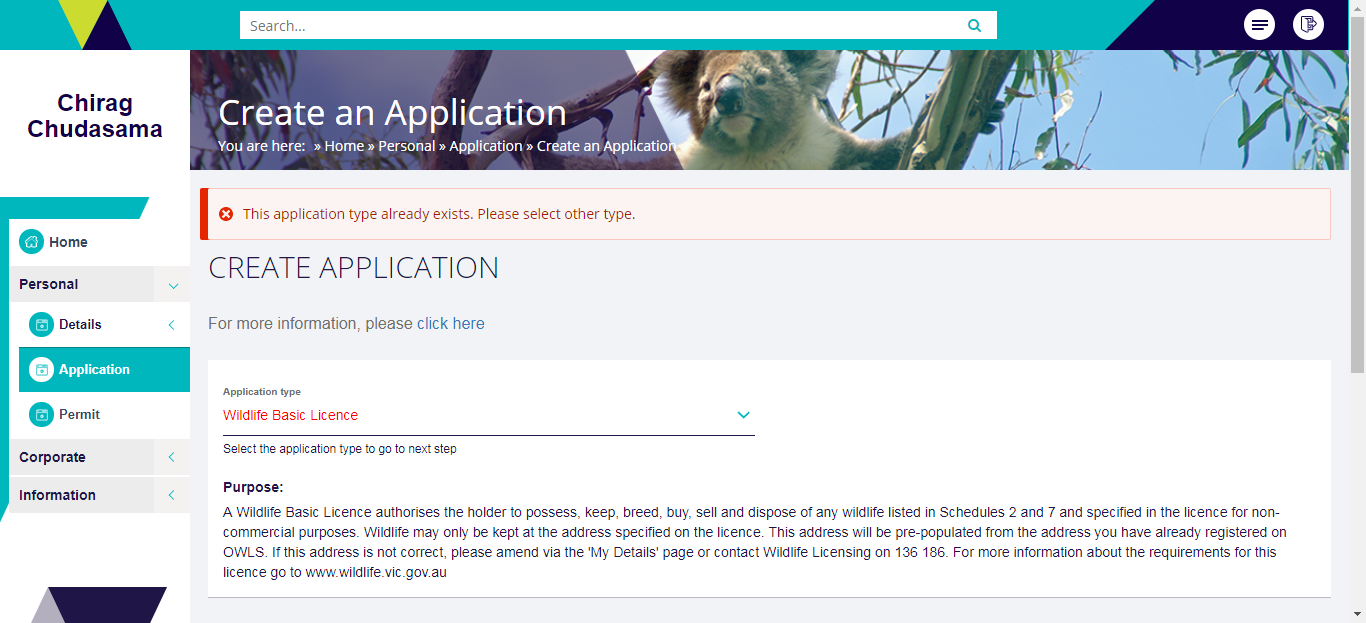 Search...
Chirag
Chudasama
Create an Application
You are here: » Home » Personal » Application » Create an Application
This application type already exists. Please select other type.
Home
Personal
Details
Application
Permit
Corporate
Information
CREATE APPLICATION
For more information, please click here
Application type
Wildlife Basic Licence
Select the application type to go to next step
Purpose:
A Wildlife Basic Licence authorises the holder to possess, keep, breed, buy, sell and dispose of any wildlife listed in Schedules 2 and 7 and specified in the licence for non-
commercial purposes. Wildlife may only be kept at the address specified on the licence. This address will be pre-populated from the address you have already registered on
OWLS. If this address is not correct, please amend via the 'My Details' page or contact Wildlife Licensing on 136 186. For more information about the requirements for this
licence go to www.wildlife.vic.gov.au